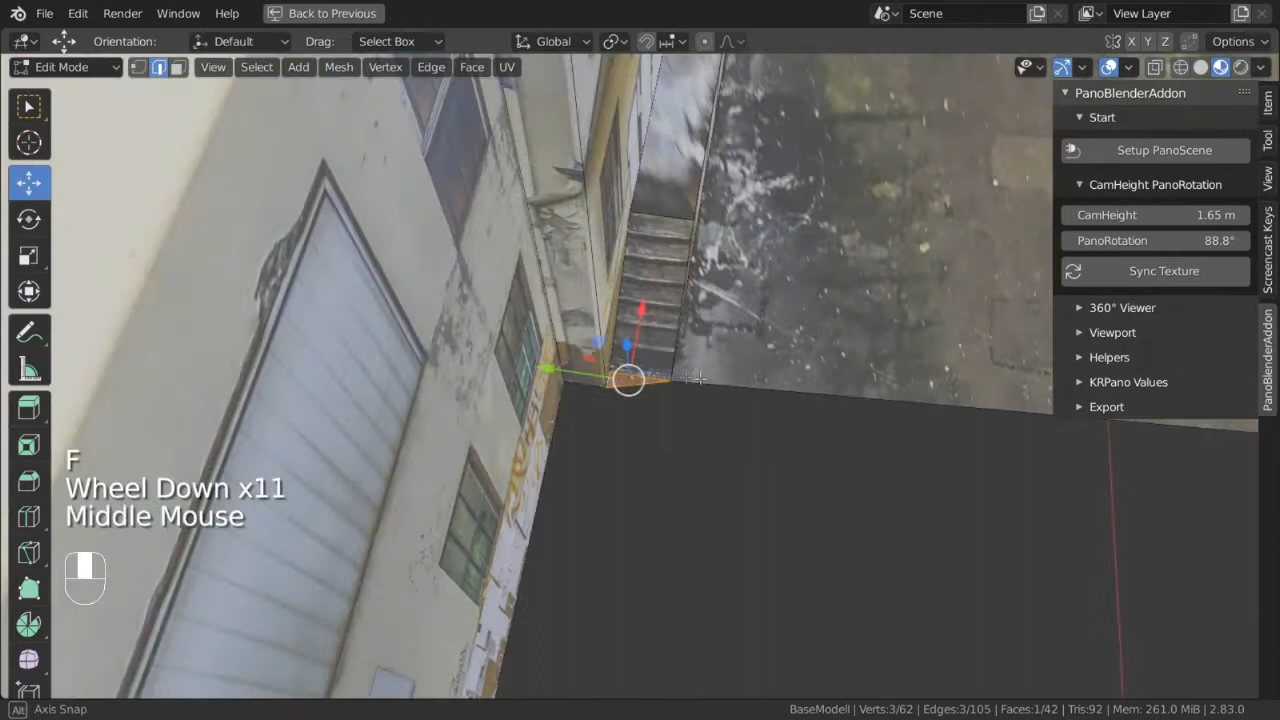 File Edit Render Window Help Back to Previous Scene View Layer
Orientation: Default Drag: Select Box Global X Y Z Options
Edit Mode View Select Add Mesh Vertex Edge Face UV
PanoBlenderAddon
Start
Setup PanoScene
CamHeight PanoRotation
CamHeight 1.65 m
PanoRotation 88.8°
Sync Texture
360° Viewer
Viewport
Helpers
KRPano Values
Export
Item
Tool
View
Screencast Keys
PanoBlenderAddon
F
Wheel Down x11
Middle Mouse
Alt Axis Snap
BaseModell | Verts:3/62 | Edges:3/105 | Faces:1/42 | Tris:92 | Mem: 261.0 MiB | 2.83.0